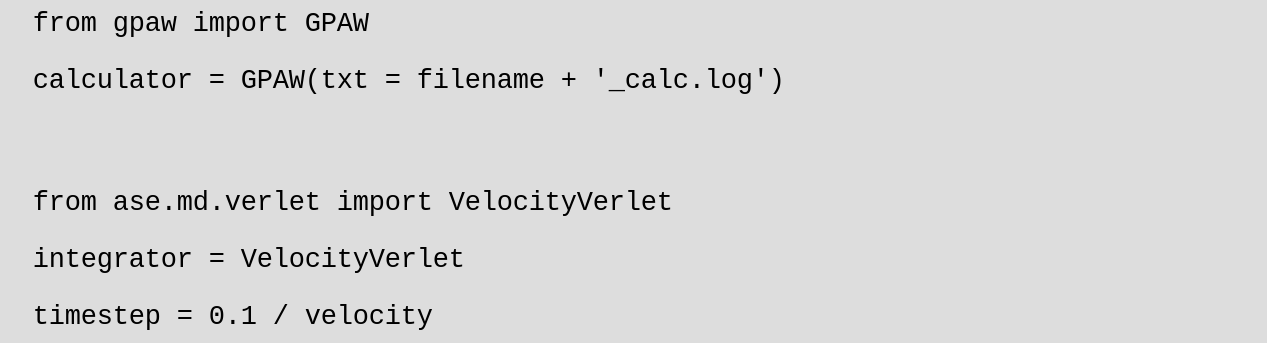 from gpaw import GPAW
calculator = GPAW(txt = filename + '_calc.log')
from ase.md.verlet import VelocityVerlet
integrator = VelocityVerlet
timestep = 0.1 / velocity